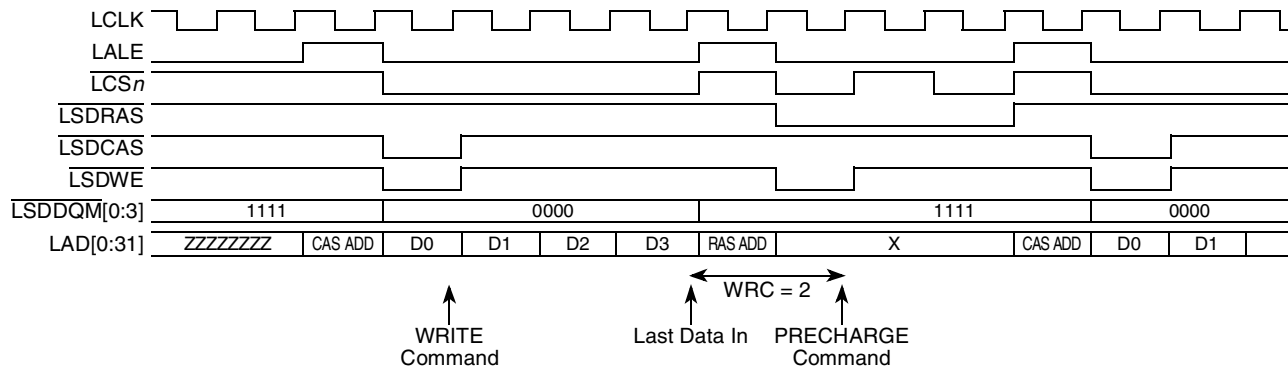 LCLK
LALE
LCSn
LSDRAS
LSDCAS
LSDWE
LSDDQM[0:3] 1111 0000 1111 0000
LAD[0:31] ZZZZZZZZ CAS ADD D0 D1 D2 D3 RAS ADD X CAS ADD D0 D1
WRC = 2
WRITE Last Data In PRECHARGE
Command Command